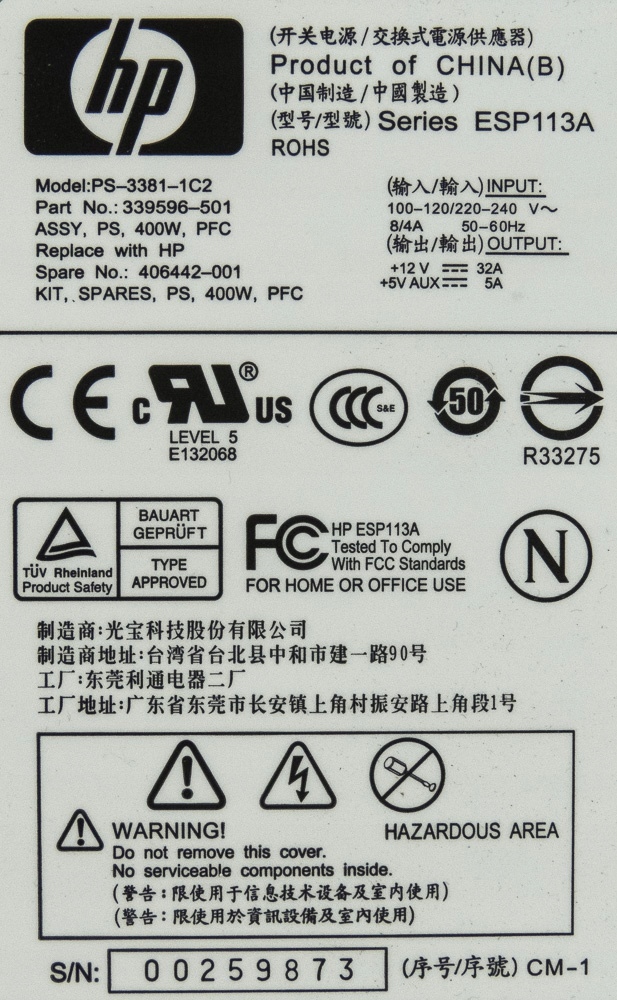 hp
(开关电源/交换式電源供應器)
Product of CHINA(B)
(中国制造/中國製造)
(型号/型號) Series ESP113A
ROHS
Model:PS-3381-1C2
Part No.: 339596-501
ASSY, PS, 400W, PFC
Replace with HP
Spare No.: 406442-001
KIT, SPARES, PS, 400W, PFC
(输入/輸入) INPUT:
100-120/220-240 V~
8/4A 50-60Hz
(输出/輸出) OUTPUT:
+12 V ⎓ 32A
+5V AUX ⎓ 5A
CE
c RU® US
LEVEL 5
E132068
CCC S&E
50
R33275
TÜV Rheinland
Product Safety
BAUART
GEPRÜFT
TYPE
APPROVED
FC
HP ESP113A
Tested To Comply
With FCC Standards
FOR HOME OR OFFICE USE
N
制造商:光宝科技股份有限公司
制造商地址:台湾省台北县中和市建一路90号
工厂:东莞利通电器二厂
工厂地址:广东省东莞市长安镇上角村振安路上角段1号
WARNING!
HAZARDOUS AREA
Do not remove this cover.
No serviceable components inside.
(警告:限使用于信息技术设备及室内使用)
(警告:限使用於資訊設備及室內使用)
S/N: 00259873 (序号/序號) CM-1